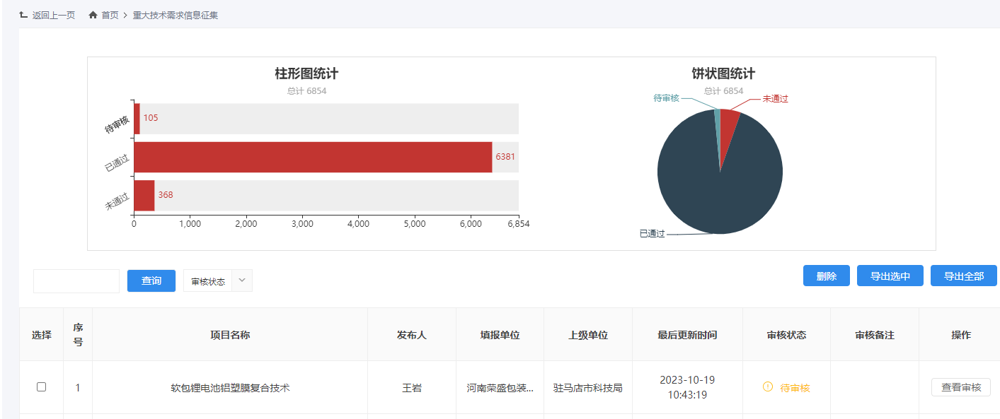 返回上一页 首页 > 重大技术需求信息征集
柱形图统计
总计 6854
待审核 105
已通过 6381
未通过 368
0 1,000 2,000 3,000 4,000 5,000 6,000 6,854
饼状图统计
总计 6854
待审核 未通过
已通过
查询 审核状态 删除 导出选中 导出全部
选择 序号 项目名称 发布人 填报单位 上级单位 最后更新时间 审核状态 审核备注 操作
1 软包锂电池铝塑膜复合技术 王岩 河南荣盛包装... 驻马店市科技局 2023-10-19 10:43:19 待审核 查看审核